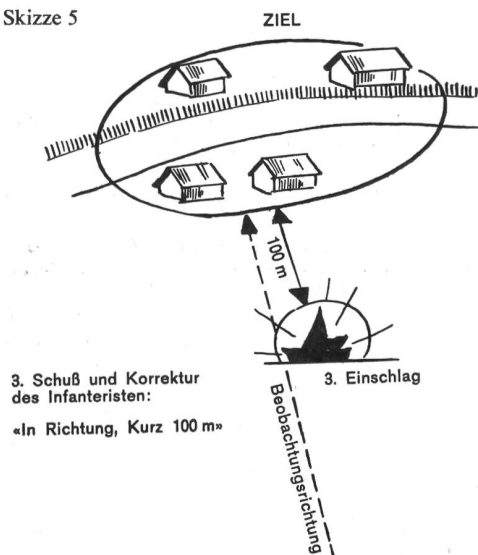 Skizze 5
ZIEL
100 m
3. Einschlag
3. Schuß und Korrektur
des Infanteristen:
«In Richtung, Kurz 100 m»
Beobachtungsrichtung